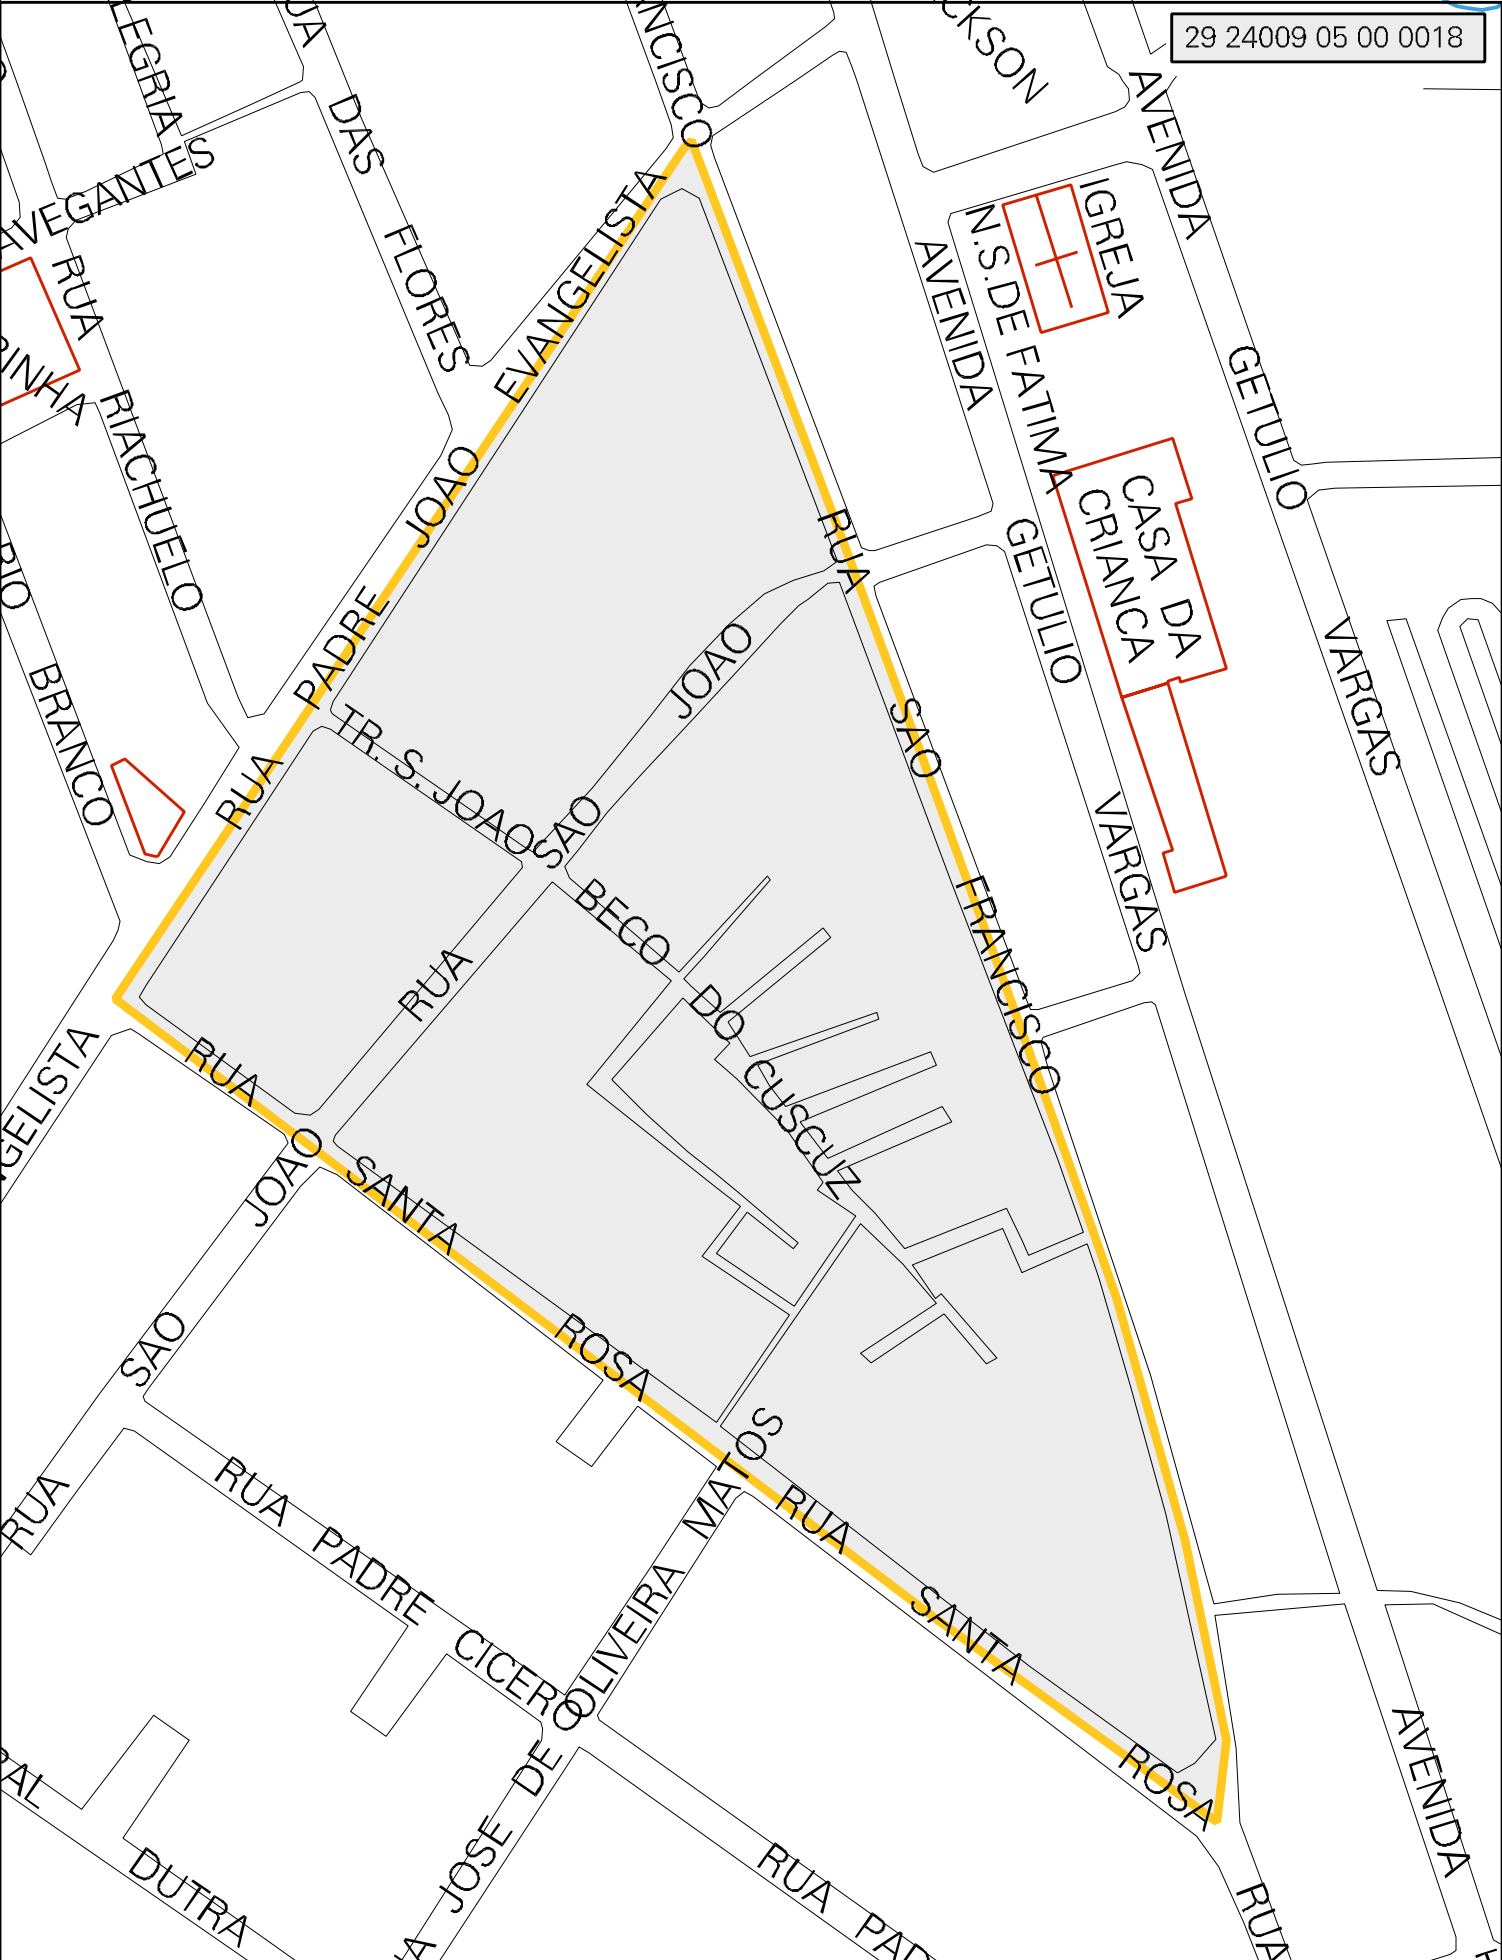 29 24009 05 00 0018
RUA DAS FLORES
AVENIDA GETULIO VARGAS
IGREJA
N.S.DE FATIMA
AVENIDA GETULIO VARGAS
CASA DA
CRIANCA
RUA RIACHUELO
BRANCO
RUA PADRE JOAO EVANGELISTA
RUA SAO FRANCISCO
TR. S. JOAO
RUA SAO JOAO
BECO DO CUSCUZ
RUA SANTA ROSA
RUA SANTA ROSA
RUA SAO JOAO
RUA PADRE CICERO
JOSE DE OLIVEIRA MATOS
DUTRA
RUA
AVENIDA
RUA